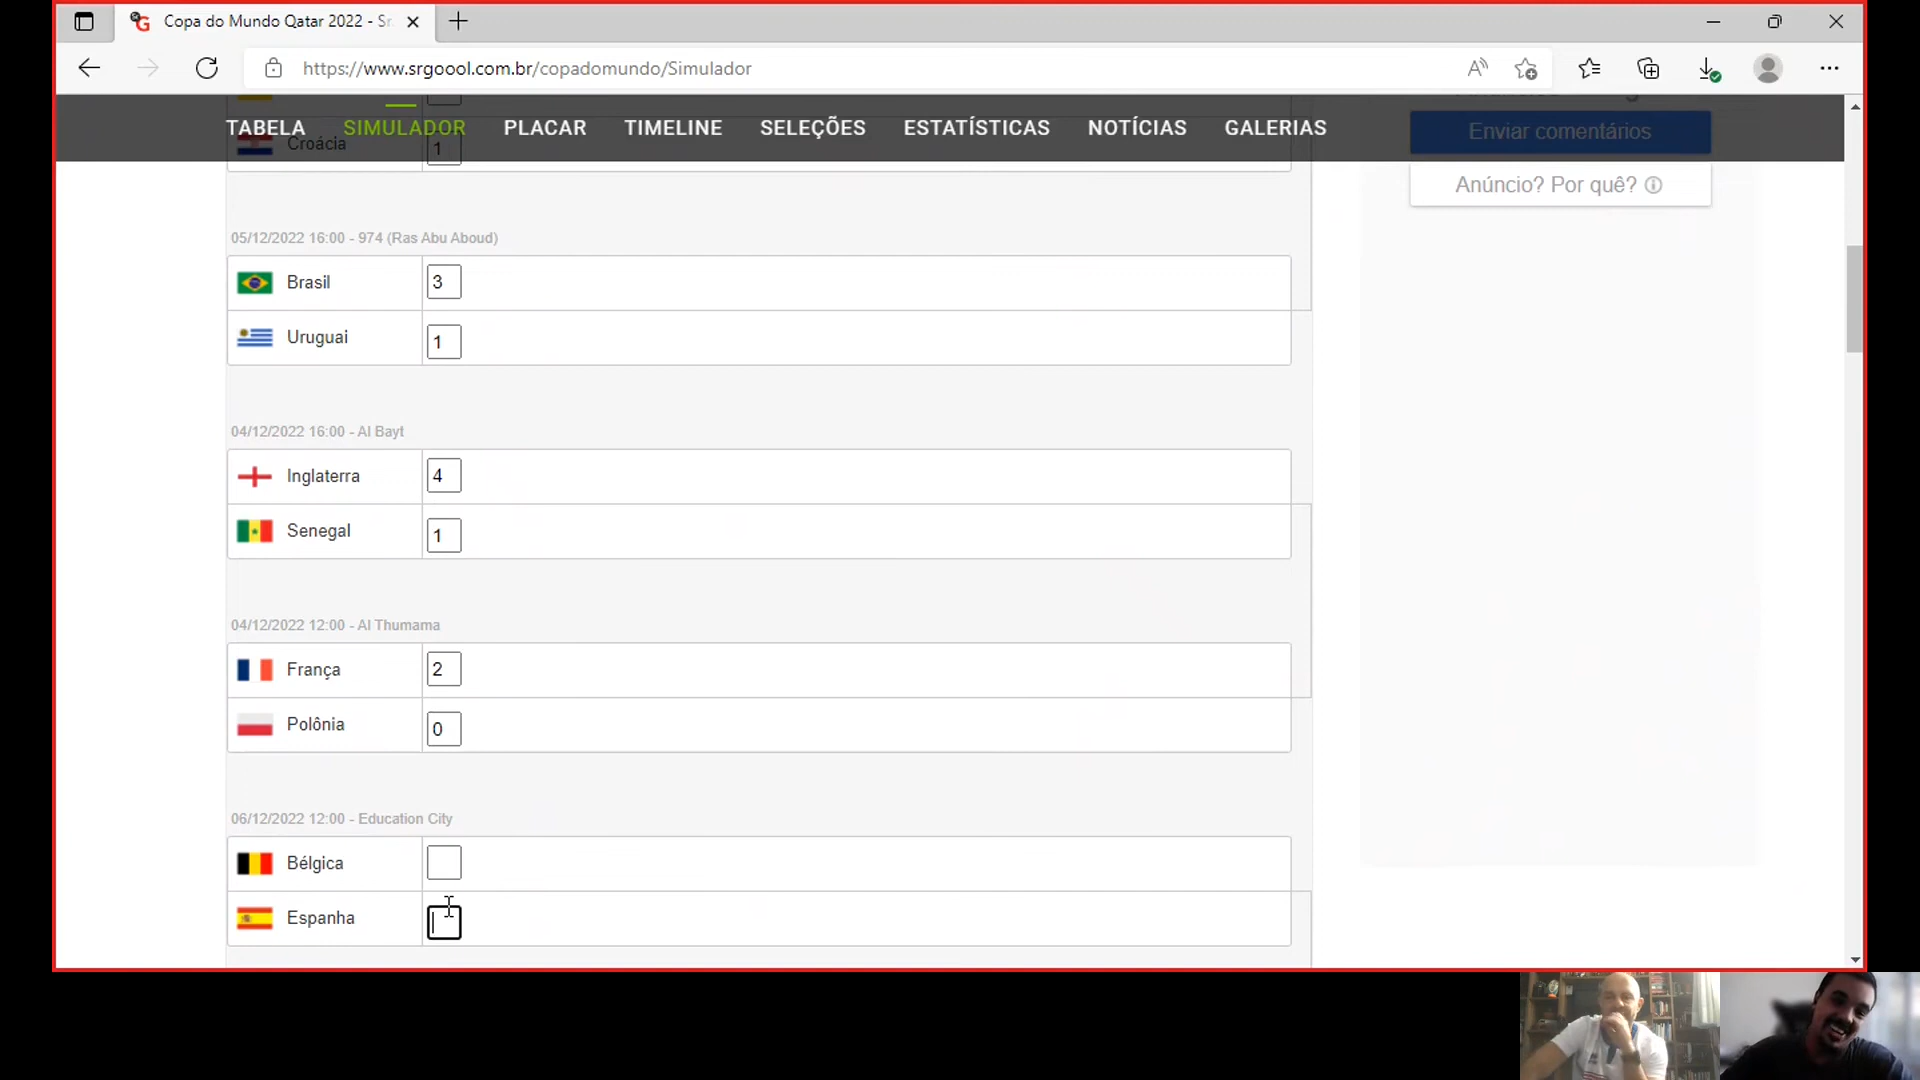 Copa do Mundo Qatar 2022 - Sr.
https://www.srgoool.com.br/copadomundo/Simulador
TABELA SIMULADOR PLACAR TIMELINE SELEÇÕES ESTATÍSTICAS NOTÍCIAS GALERIAS
Enviar comentários
Croácia 1
Anúncio? Por quê?
05/12/2022 16:00 - 974 (Ras Abu Aboud)
Brasil 3
Uruguai 1
04/12/2022 16:00 - Al Bayt
Inglaterra 4
Senegal 1
04/12/2022 12:00 - Al Thumama
França 2
Polônia 0
06/12/2022 12:00 - Education City
Bélgica
Espanha